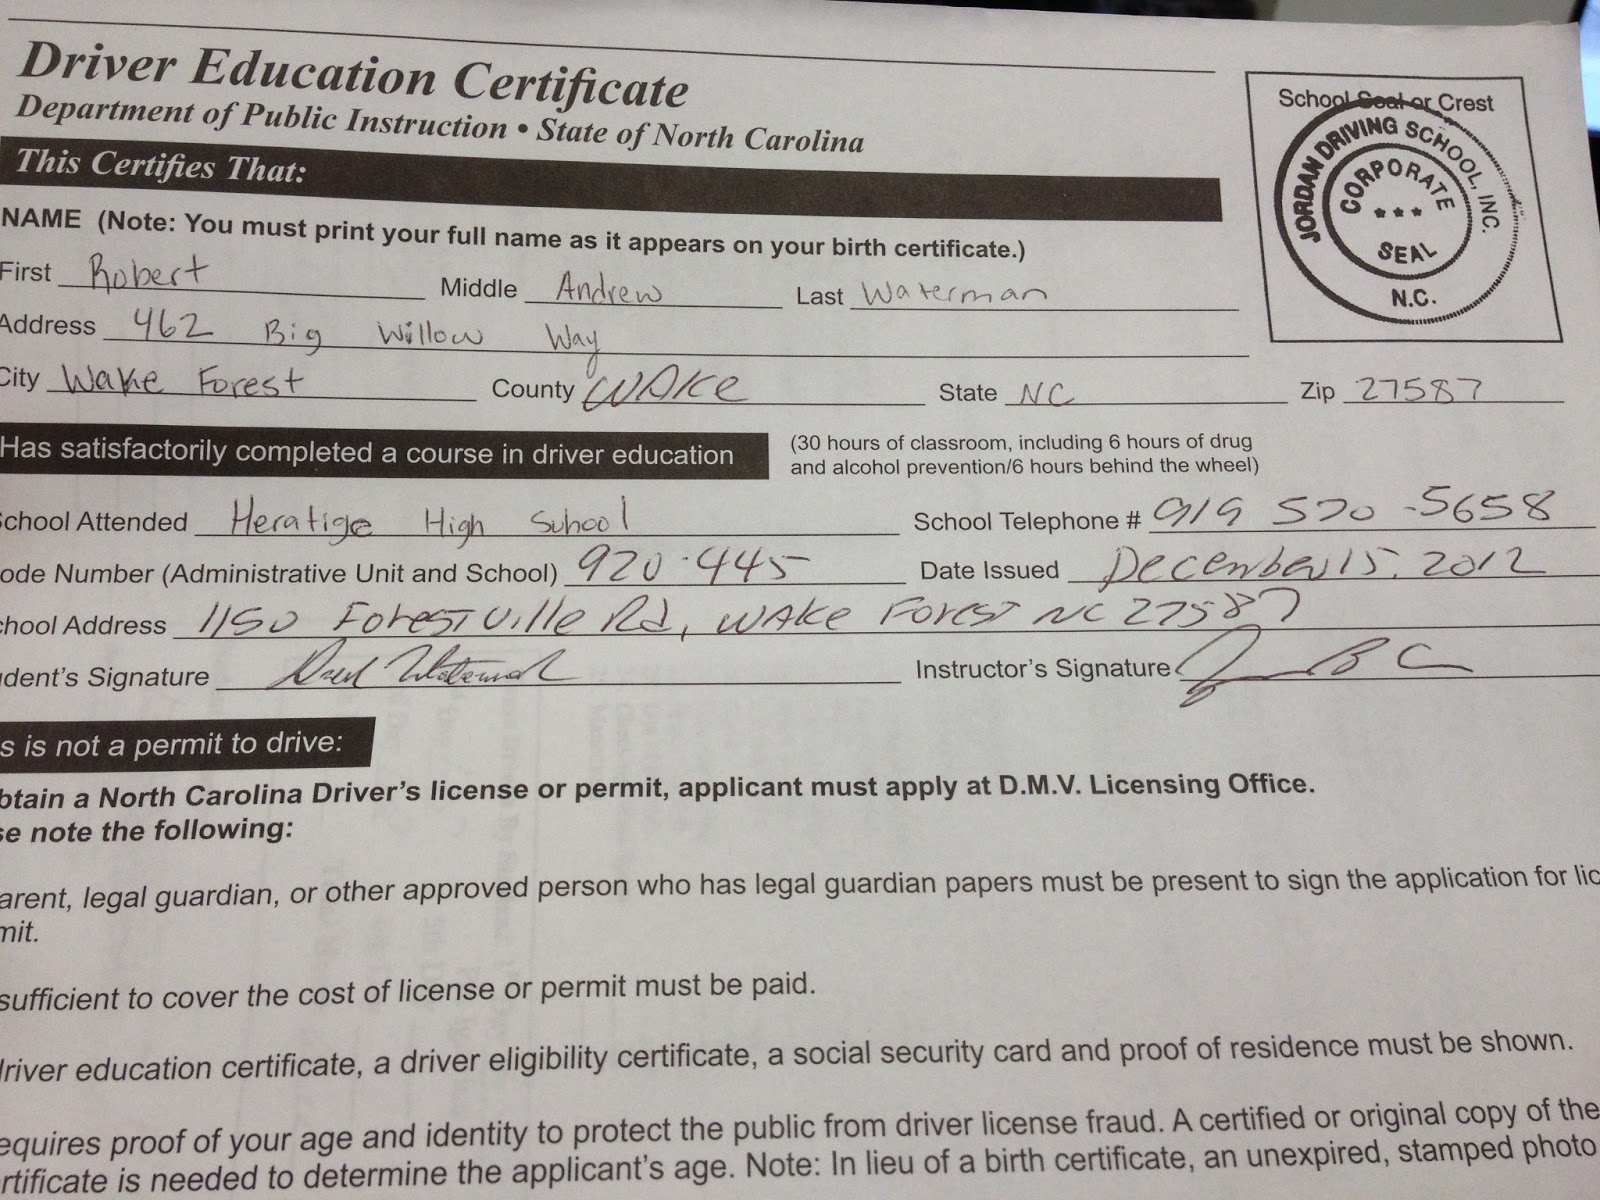 Driver Education Certificate
Department of Public Instruction • State of North Carolina
School Seal or Crest
JORDAN DRIVING SCHOOL, INC.
CORPORATE
* * *
SEAL
N.C.
This Certifies That:
NAME (Note: You must print your full name as it appears on your birth certificate.)
First Robert Middle Andrew Last Waterman
Address 462 Big Willow Way
City Wake Forest County WAKE State NC Zip 27587
Has satisfactorily completed a course in driver education (30 hours of classroom, including 6 hours of drug
and alcohol prevention/6 hours behind the wheel)
chool Attended Heratige High School School Telephone # 919 570-5658
ode Number (Administrative Unit and School) 920-445 Date Issued December 15, 2012
hool Address 1150 Forestville Rd, WAKE Forest NC 27587
dent's Signature Instructor's Signature
s is not a permit to drive:
btain a North Carolina Driver's license or permit, applicant must apply at D.M.V. Licensing Office.
se note the following:
arent, legal guardian, or other approved person who has legal guardian papers must be present to sign the application for lic
mit.
sufficient to cover the cost of license or permit must be paid.
driver education certificate, a driver eligibility certificate, a social security card and proof of residence must be shown.
equires proof of your age and identity to protect the public from driver license fraud. A certified or original copy of the
rtificate is needed to determine the applicant's age. Note: In lieu of a birth certificate, an unexpired, stamped photo